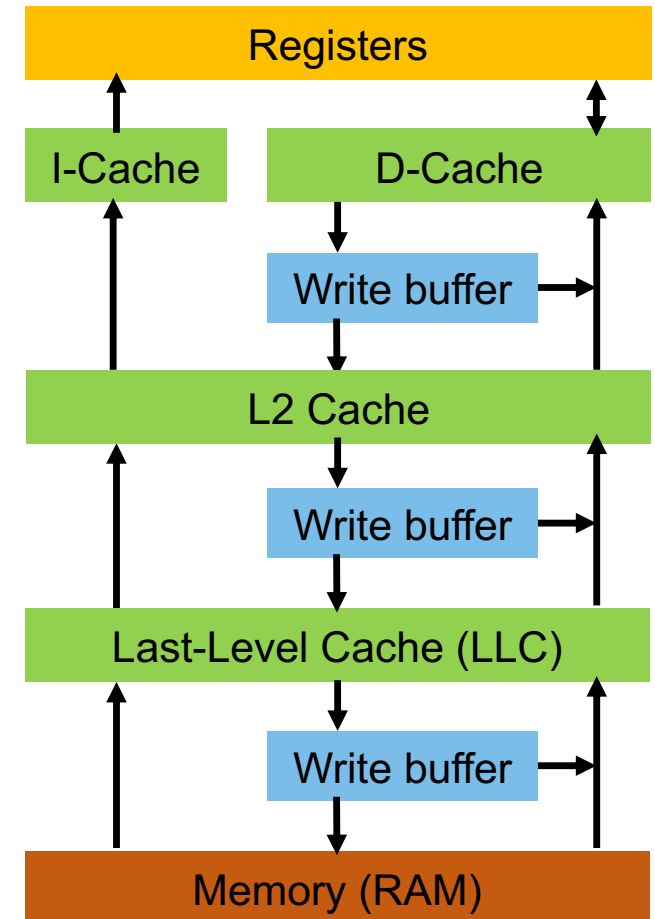 Registers
I-Cache
D-Cache
Write buffer
L2 Cache
Write buffer
Last-Level Cache (LLC)
Write buffer
Memory (RAM)